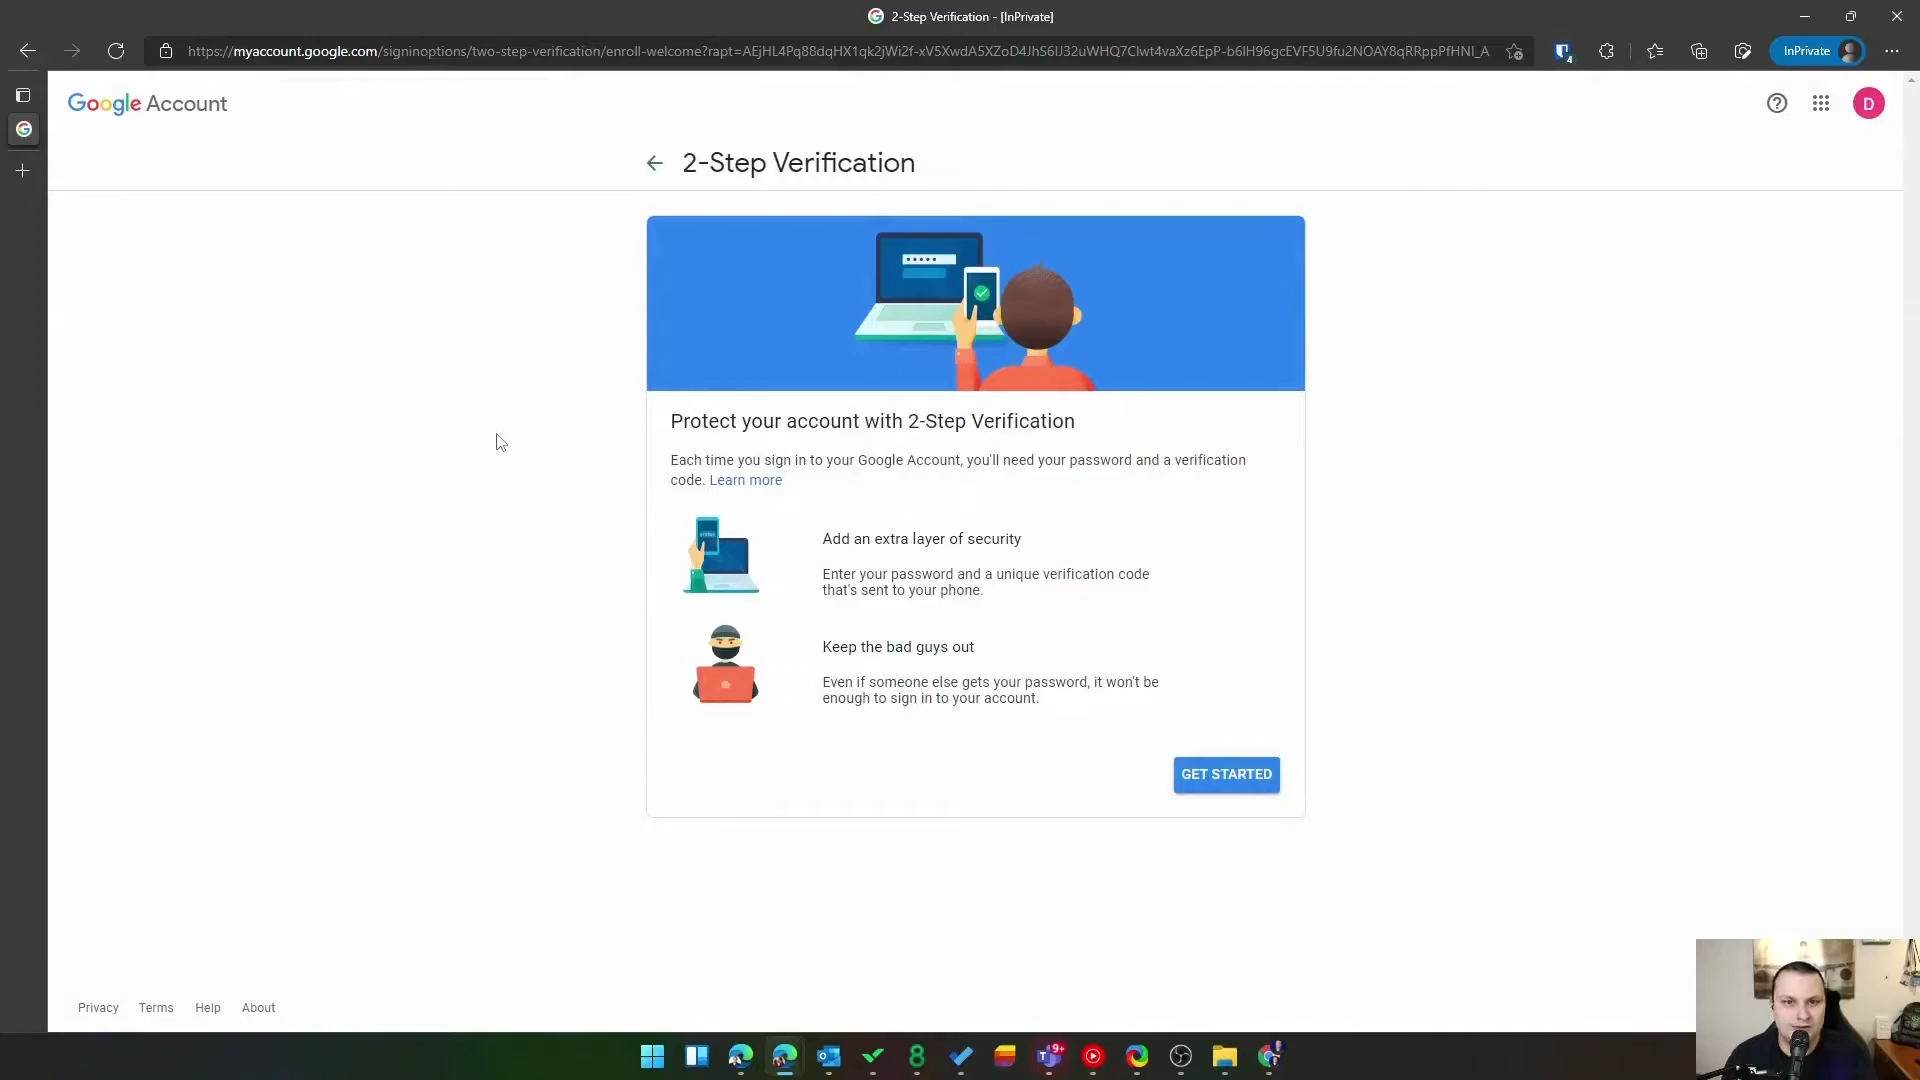 2-Step Verification - [InPrivate]
https://myaccount.google.com/signinoptions/two-step-verification/enroll-welcome?rapt=AEjHL4Pq88dqHX1qk2jWi2f-xV5XwdA5XZoD4JhS6IJ32uWHQ7CIwt4vaXz6EpP-b6lH96gcEVF5U9fu2NOAY8qRRppPfHNI_A
4
InPrivate
Google Account
D
2-Step Verification
Protect your account with 2-Step Verification
Each time you sign in to your Google Account, you'll need your password and a verification
code. Learn more
Add an extra layer of security
Enter your password and a unique verification code
that's sent to your phone.
Keep the bad guys out
Even if someone else gets your password, it won't be
enough to sign in to your account.
GET STARTED
Privacy Terms Help About
9+